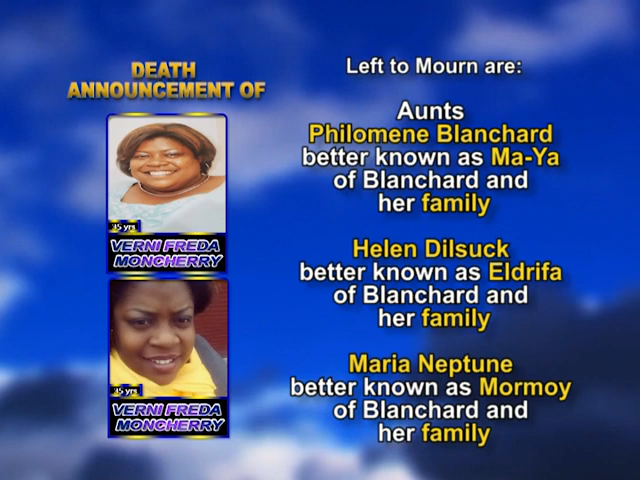 DEATH
ANNOUNCEMENT OF
35 yrs
VERNI FREDA
MONCHERRY
35 yrs
VERNI FREDA
MONCHERRY
Left to Mourn are:
Aunts
Philomene Blanchard
better known as Ma-Ya
of Blanchard and
her family
Helen Dilsuck
better known as Eldrifa
of Blanchard and
her family
Maria Neptune
better known as Mormoy
of Blanchard and
her family